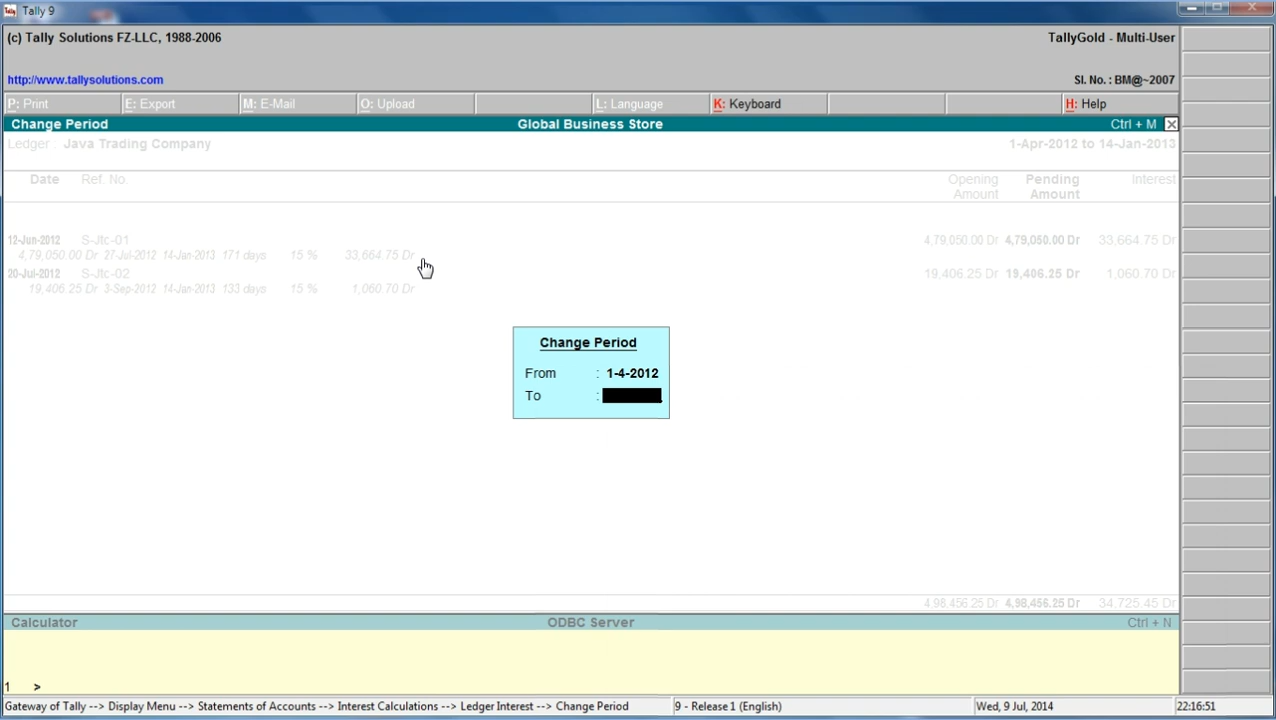 Tally 9
(c) Tally Solutions FZ-LLC, 1988-2006 TallyGold - Multi-User
http://www.tallysolutions.com Sl. No. : BM@~2007
P: Print E: Export M: E-Mail O: Upload L: Language K: Keyboard H: Help
Change Period Global Business Store Ctrl + M
Ledger : Java Trading Company 1-Apr-2012 to 14-Jan-2013
Date Ref. No. Opening Pending Interest
Amount Amount
12-Jun-2012 S-Jtc-01 4,79,050.00 Dr 4,79,050.00 Dr 33,664.75 Dr
4,79,050.00 Dr 27-Jul-2012 14-Jan-2013 171 days 15 % 33,664.75 Dr
20-Jul-2012 S-Jtc-02 19,406.25 Dr 19,406.25 Dr 1,060.70 Dr
19,406.25 Dr 3-Sep-2012 14-Jan-2013 133 days 15 % 1,060.70 Dr
Change Period
From : 1-4-2012
To :
4,98,456.25 Dr 4,98,456.25 Dr 34,725.45 Dr
Calculator ODBC Server Ctrl + N
1 >
Gateway of Tally --> Display Menu --> Statements of Accounts --> Interest Calculations --> Ledger Interest --> Change Period 9 - Release 1 (English) Wed, 9 Jul, 2014 22:16:51